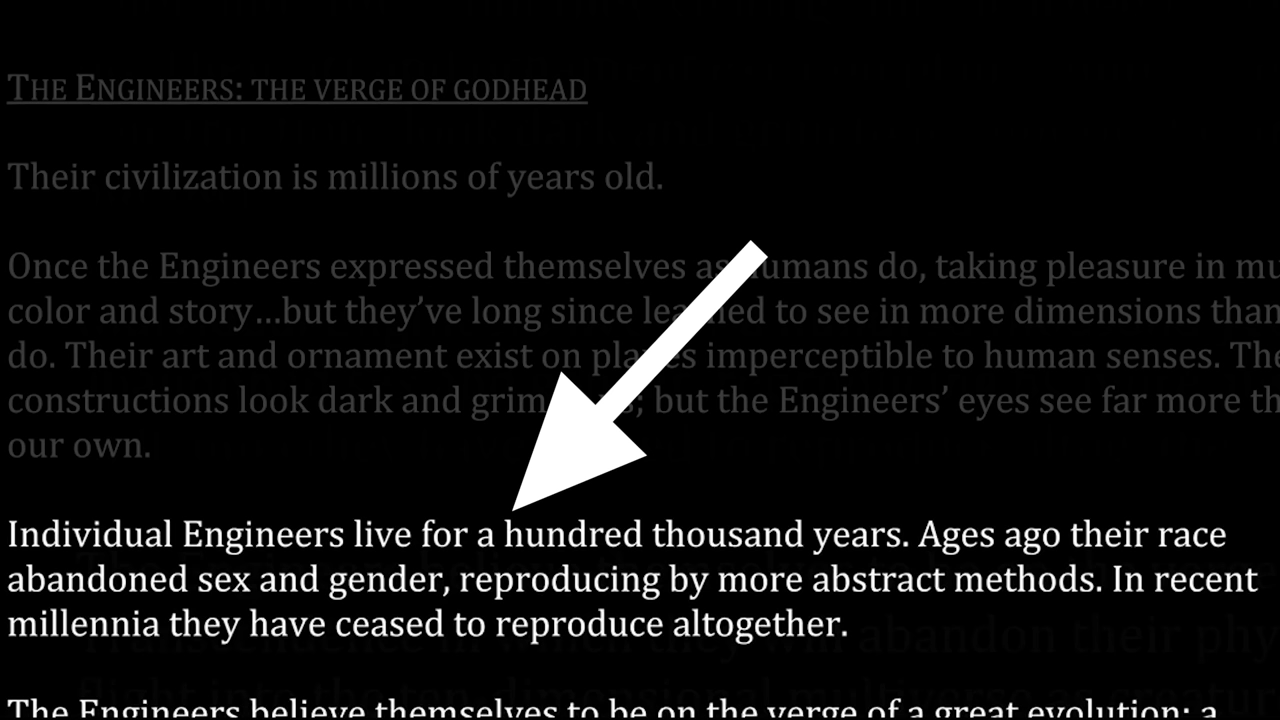 THE ENGINEERS: THE VERGE OF GODHEAD
Their civilization is millions of years old.
Once the Engineers expressed themselves as humans do, taking pleasure in mu
color and story…but they’ve long since learned to see in more dimensions than
do. Their art and ornament exist on planes imperceptible to human senses. The
constructions look dark and grim but the Engineers’ eyes see far more th
our own.
Individual Engineers live for a hundred thousand years. Ages ago their race
abandoned sex and gender, reproducing by more abstract methods. In recent
millennia they have ceased to reproduce altogether.
The Engineers believe themselves to be on the verge of a great evolution: a